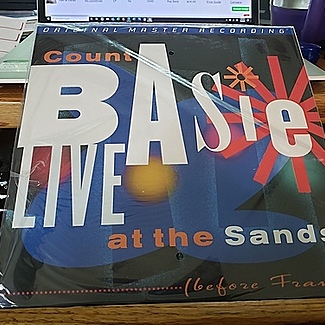 ORIGINAL MASTER RECORDING
Count
BASie
LIVE
at the Sands
(before Fran